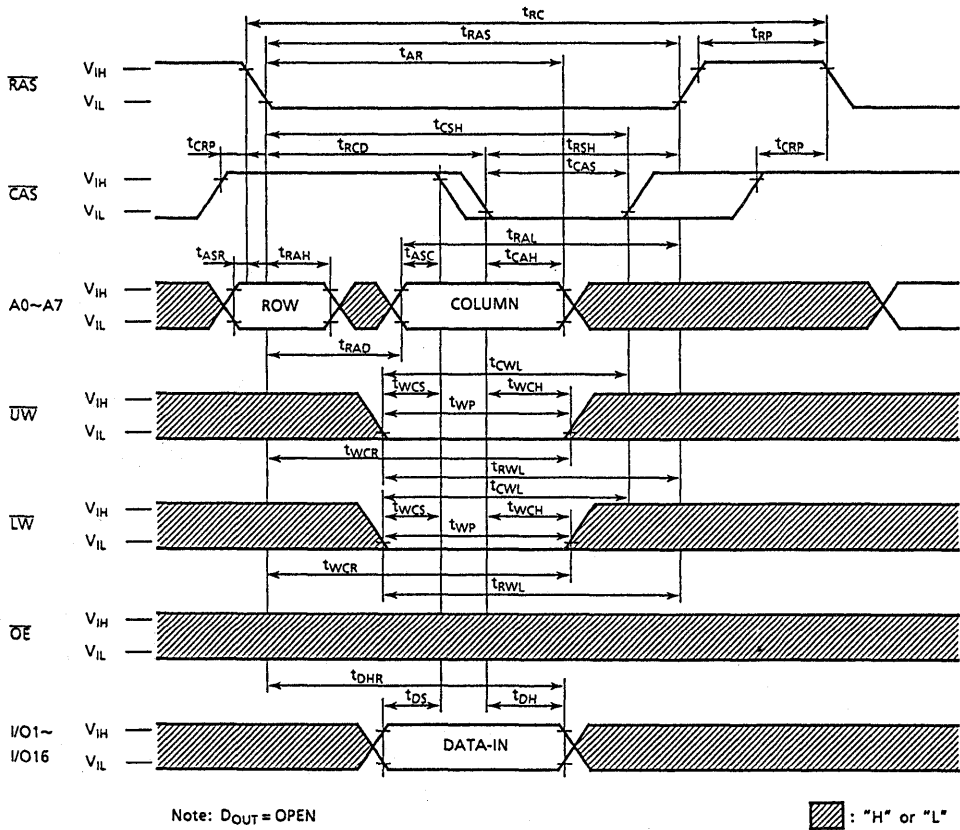 tRC
tRAS
tRP
tAR
RAS
VIH
VIL
tCSH
tCRP
tRCD
tRSH
tCRP
tCAS
CAS
VIH
VIL
tRAL
tASR
tRAH
tASC
tCAH
A0~A7
VIH
VIL
ROW
COLUMN
tRAD
tCWL
tWCS
tWCH
UW
VIH
VIL
tWP
tWCR
tRWL
tCWL
LW
VIH
VIL
tWCS
tWCH
tWP
tWCR
tRWL
OE
VIH
VIL
tDHR
tDS
tDH
I/O1~
I/O16
VIH
VIL
DATA-IN
Note: DOUT = OPEN
: "H" or "L"